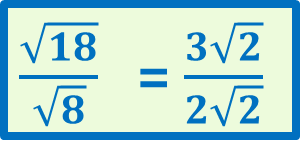 √18 / √8 = 3√2 / 2√2